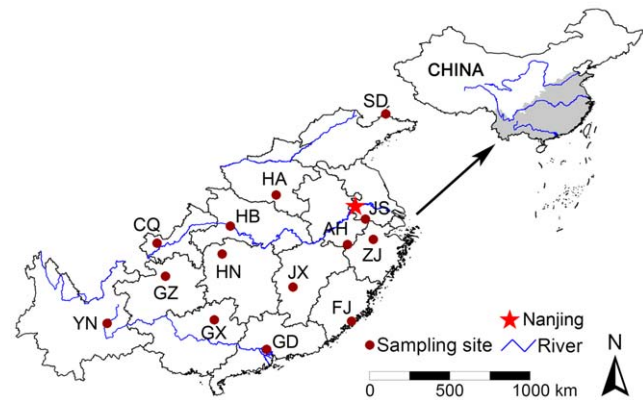 CHINA
SD
HA
JS
HB
CQ
AH
ZJ
HN
GZ
JX
FJ
YN
GX
GD
Nanjing
Sampling site
River
N
0 500 1000 km